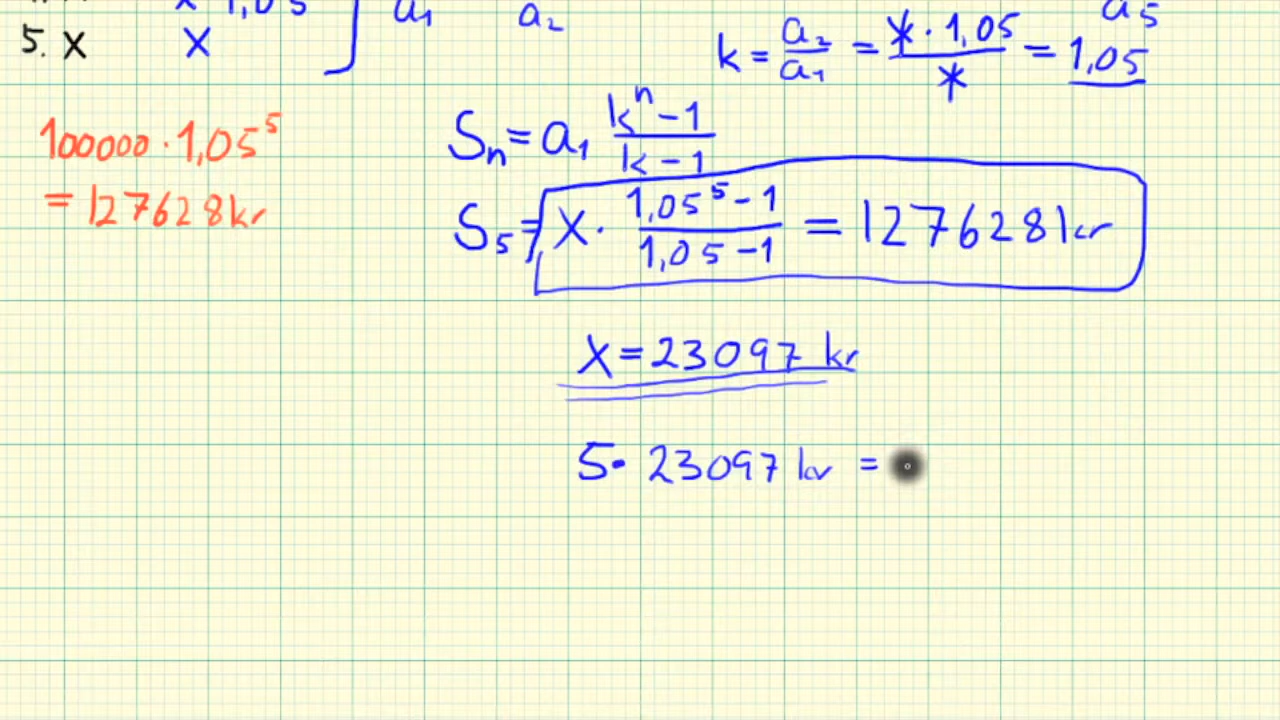 5. x x
a₁ a₂ a₅
k = a₂/a₁ = x · 1,05/x = 1,05
100000 · 1,05⁵
= 127628 kr
Sₙ = a₁ (kⁿ - 1)/(k - 1)
S₅ = x · (1,05⁵ - 1)/(1,05 - 1) = 127628 kr
x = 23097 kr
5 · 23097 kr =